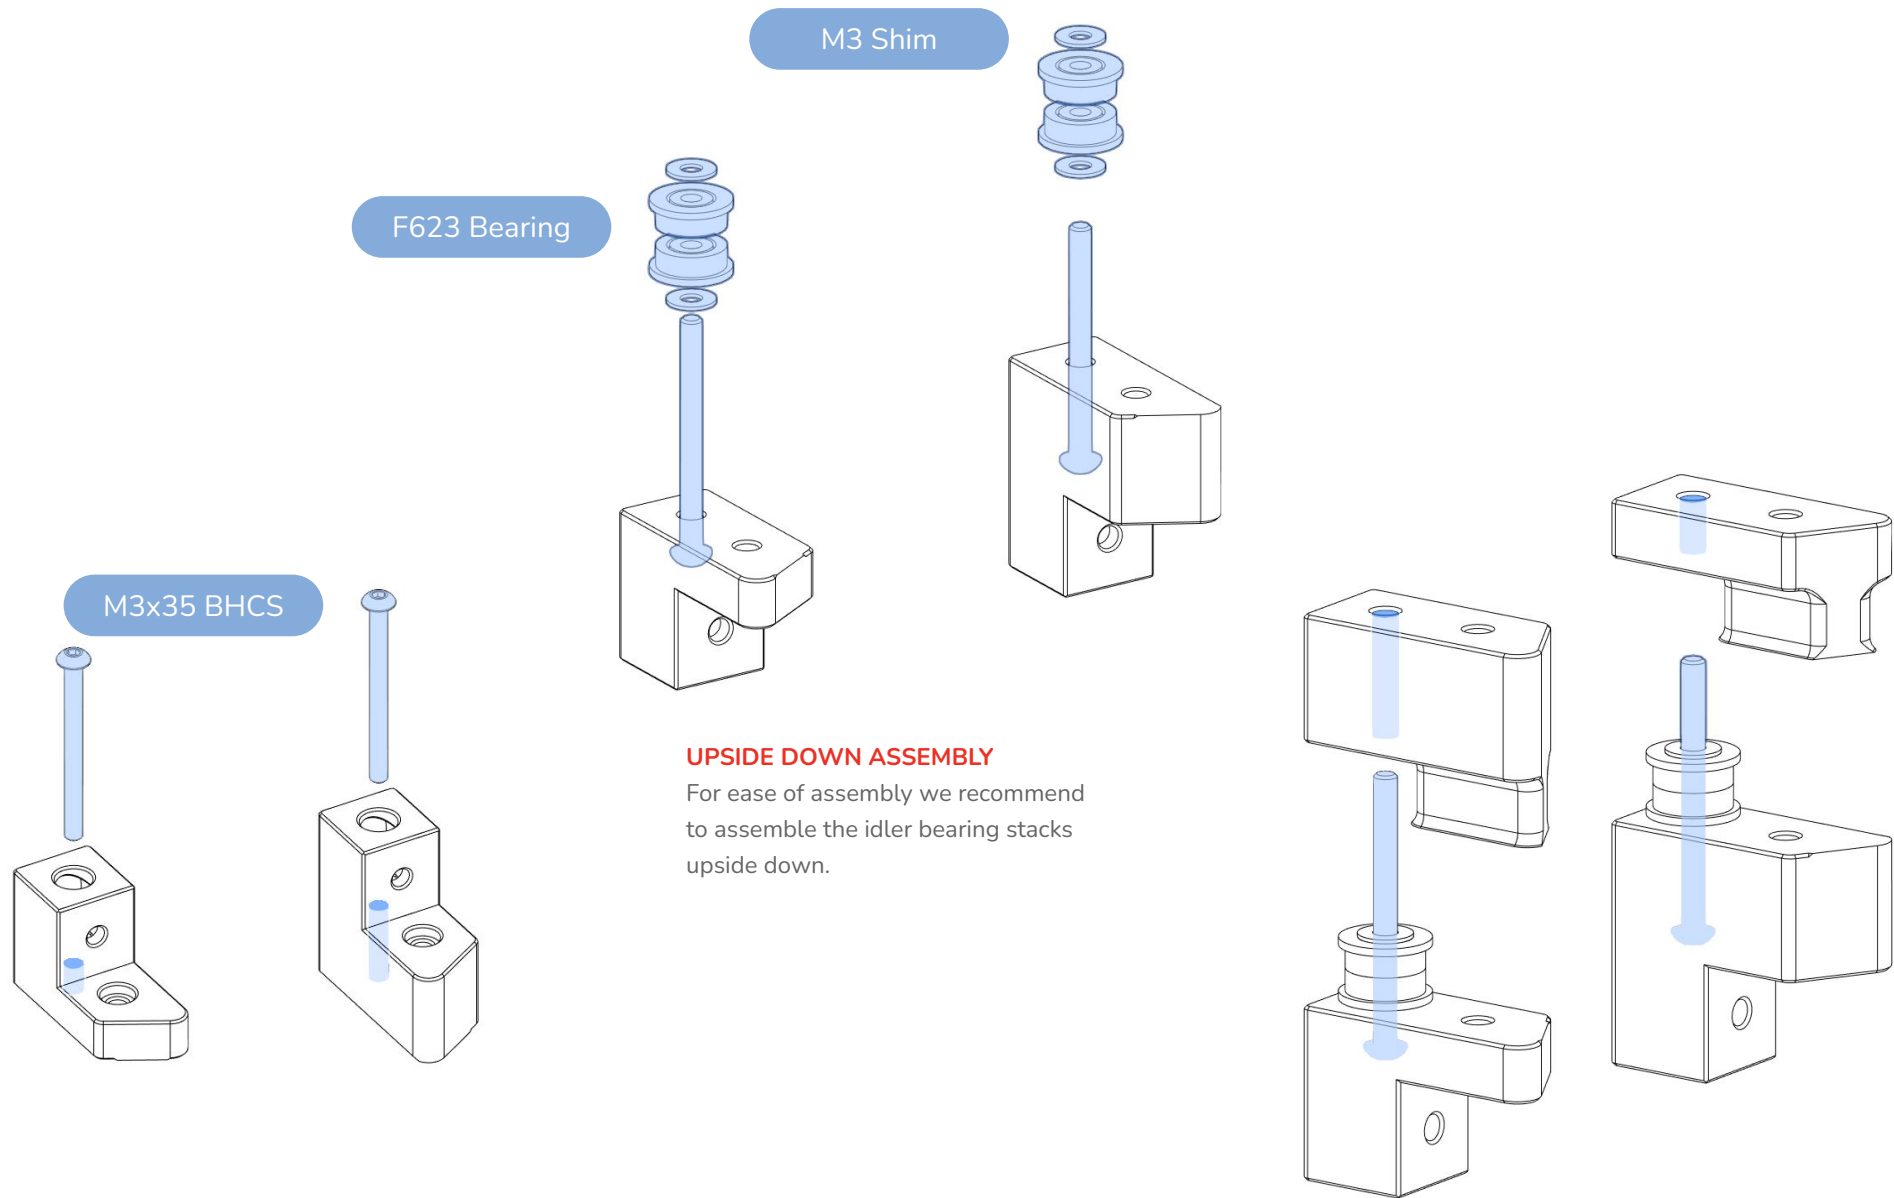 M3 Shim
F623 Bearing
M3x35 BHCS
UPSIDE DOWN ASSEMBLY
For ease of assembly we recommend
to assemble the idler bearing stacks
upside down.